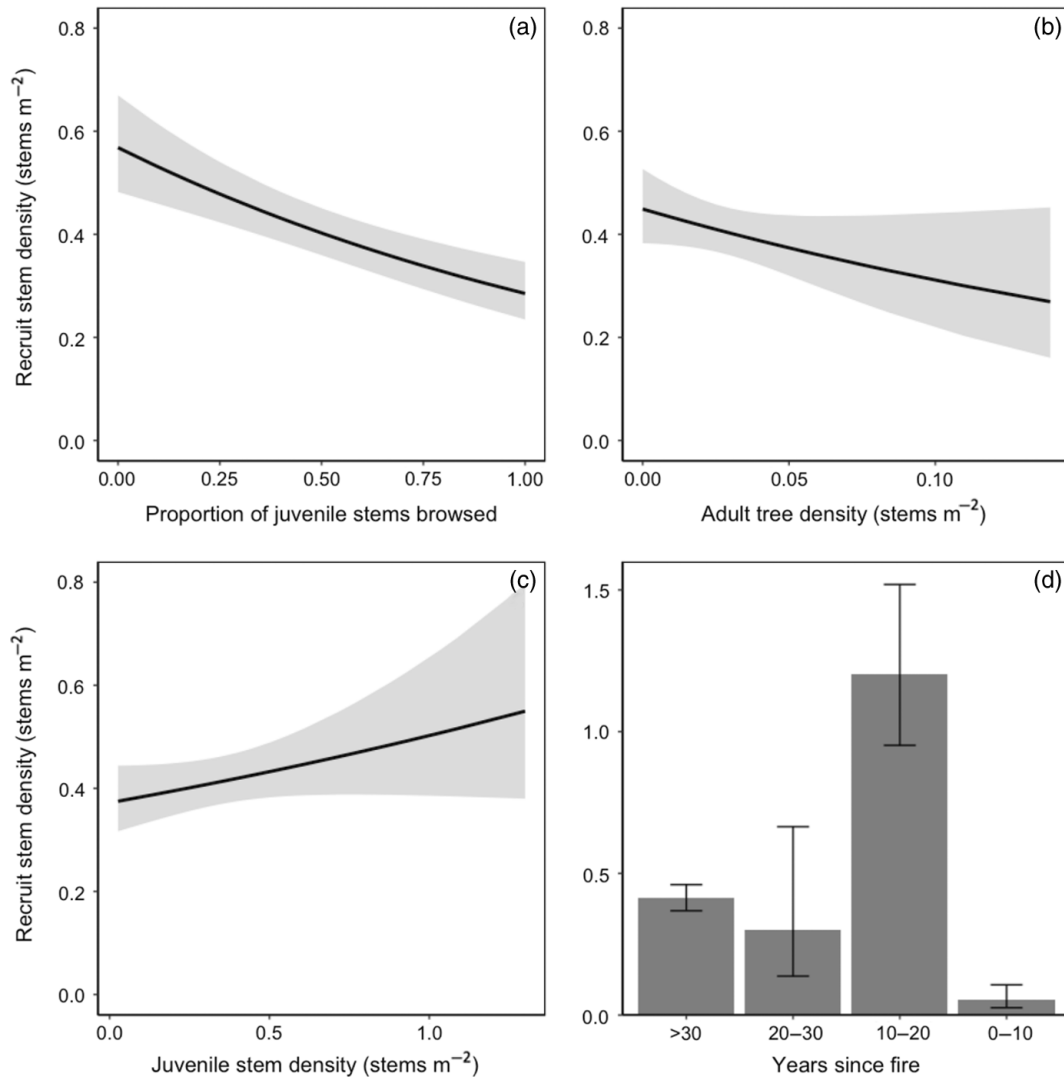 (a)
Recruit stem density (stems m⁻²)
0.8
0.6
0.4
0.2
0.0
0.00 0.25 0.50 0.75 1.00
Proportion of juvenile stems browsed
(b)
0.8
0.6
0.4
0.2
0.0
0.00 0.05 0.10
Adult tree density (stems m⁻²)
(c)
Recruit stem density (stems m⁻²)
0.8
0.6
0.4
0.2
0.0
0.0 0.5 1.0
Juvenile stem density (stems m⁻²)
(d)
1.5
1.0
0.5
0.0
>30 20–30 10–20 0–10
Years since fire